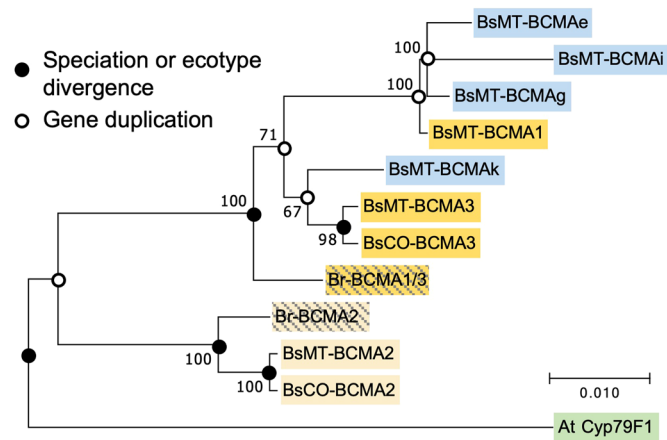 Speciation or ecotype
divergence
Gene duplication
BsMT-BCMAe
100
BsMT-BCMAi
100
BsMT-BCMAg
BsMT-BCMA1
71
BsMT-BCMAk
100
67
BsMT-BCMA3
98
BsCO-BCMA3
Br-BCMA1/3
Br-BCMA2
100
BsMT-BCMA2
100
BsCO-BCMA2
0.010
At Cyp79F1